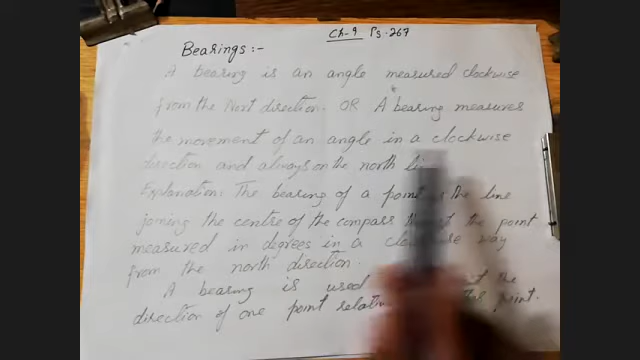 Ch-9 Pg 267
Bearings:-
A bearing is an angle measured clockwise
from the North direction. OR A bearing measures
the movement of an angle in a clockwise
direction and always on the north
Explanation: The bearing of a point is the line
joining the centre of the compass the point
measured in degrees in a way
from the north direction.
A bearing is used the
direction of one point point.